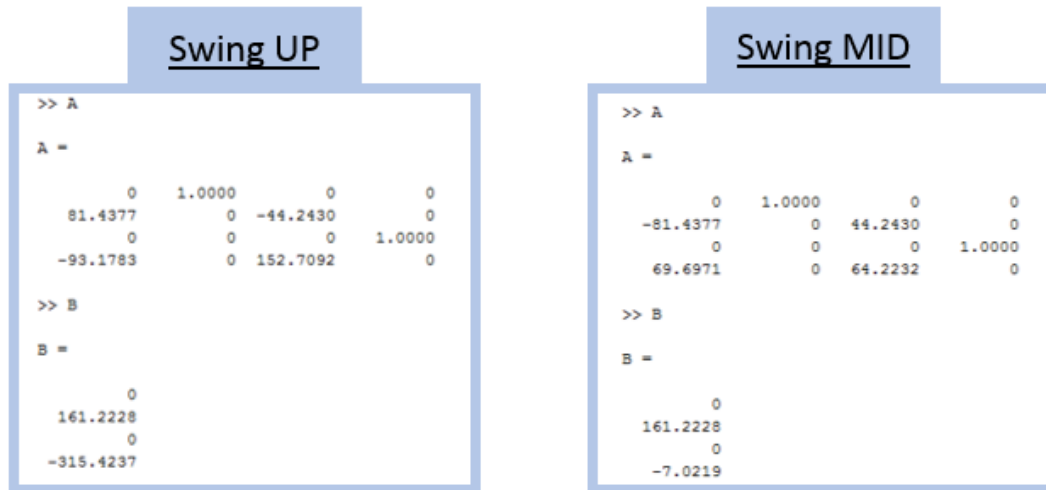 Swing UP
>> A
A =
0 1.0000 0 0
81.4377 0 -44.2430 0
0 0 0 1.0000
-93.1783 0 152.7092 0
>> B
B =
0
161.2228
0
-315.4237
Swing MID
>> A
A =
0 1.0000 0 0
-81.4377 0 44.2430 0
0 0 0 1.0000
69.6971 0 64.2232 0
>> B
B =
0
161.2228
0
-7.0219